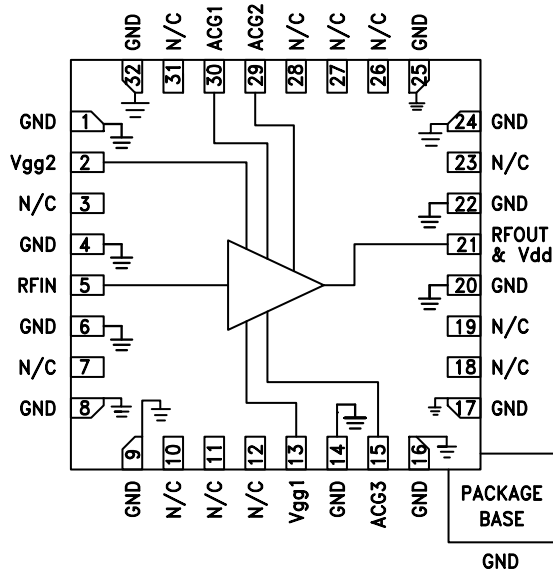 GND
N/C
ACG1
ACG2
N/C
N/C
N/C
GND
32
31
30
29
28
27
26
25
GND 1
Vgg2 2
N/C 3
GND 4
RFIN 5
GND 6
N/C 7
GND 8
24 GND
23 N/C
22 GND
21 RFOUT
& Vdd
20 GND
19 N/C
18 N/C
17 GND
9
10
11
12
13
14
15
16
GND
N/C
N/C
N/C
Vgg1
GND
ACG3
GND
PACKAGE
BASE
GND